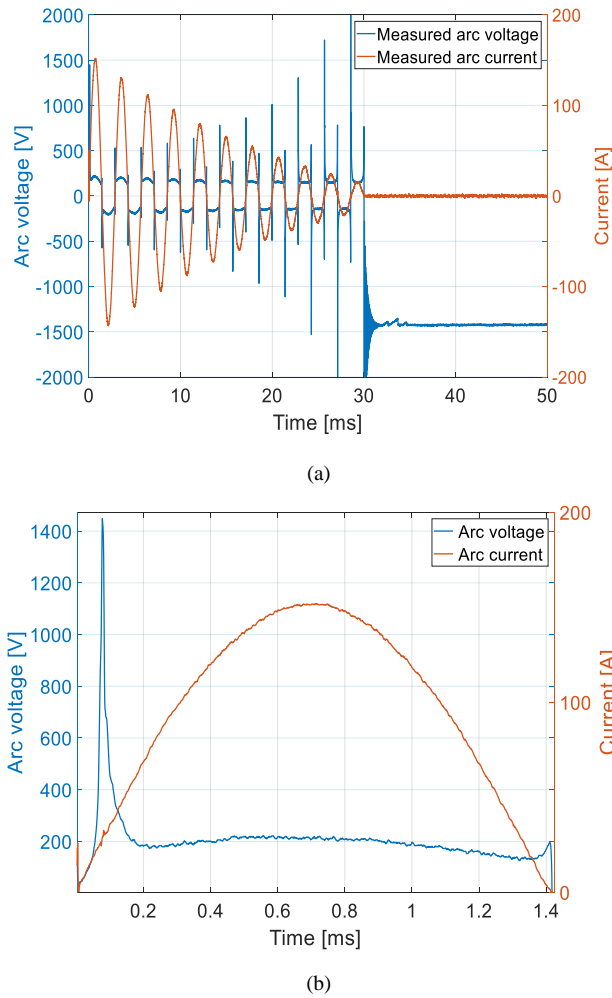 2000
1500
1000
500
0
-500
-1000
-1500
-2000
Arc voltage [V]
200
100
0
-100
-200
Current [A]
Measured arc voltage
Measured arc current
0 10 20 30 40 50
Time [ms]
(a)
1400
1200
1000
800
600
400
200
Arc voltage [V]
200
100
0
Current [A]
Arc voltage
Arc current
0.2 0.4 0.6 0.8 1 1.2 1.4
Time [ms]
(b)